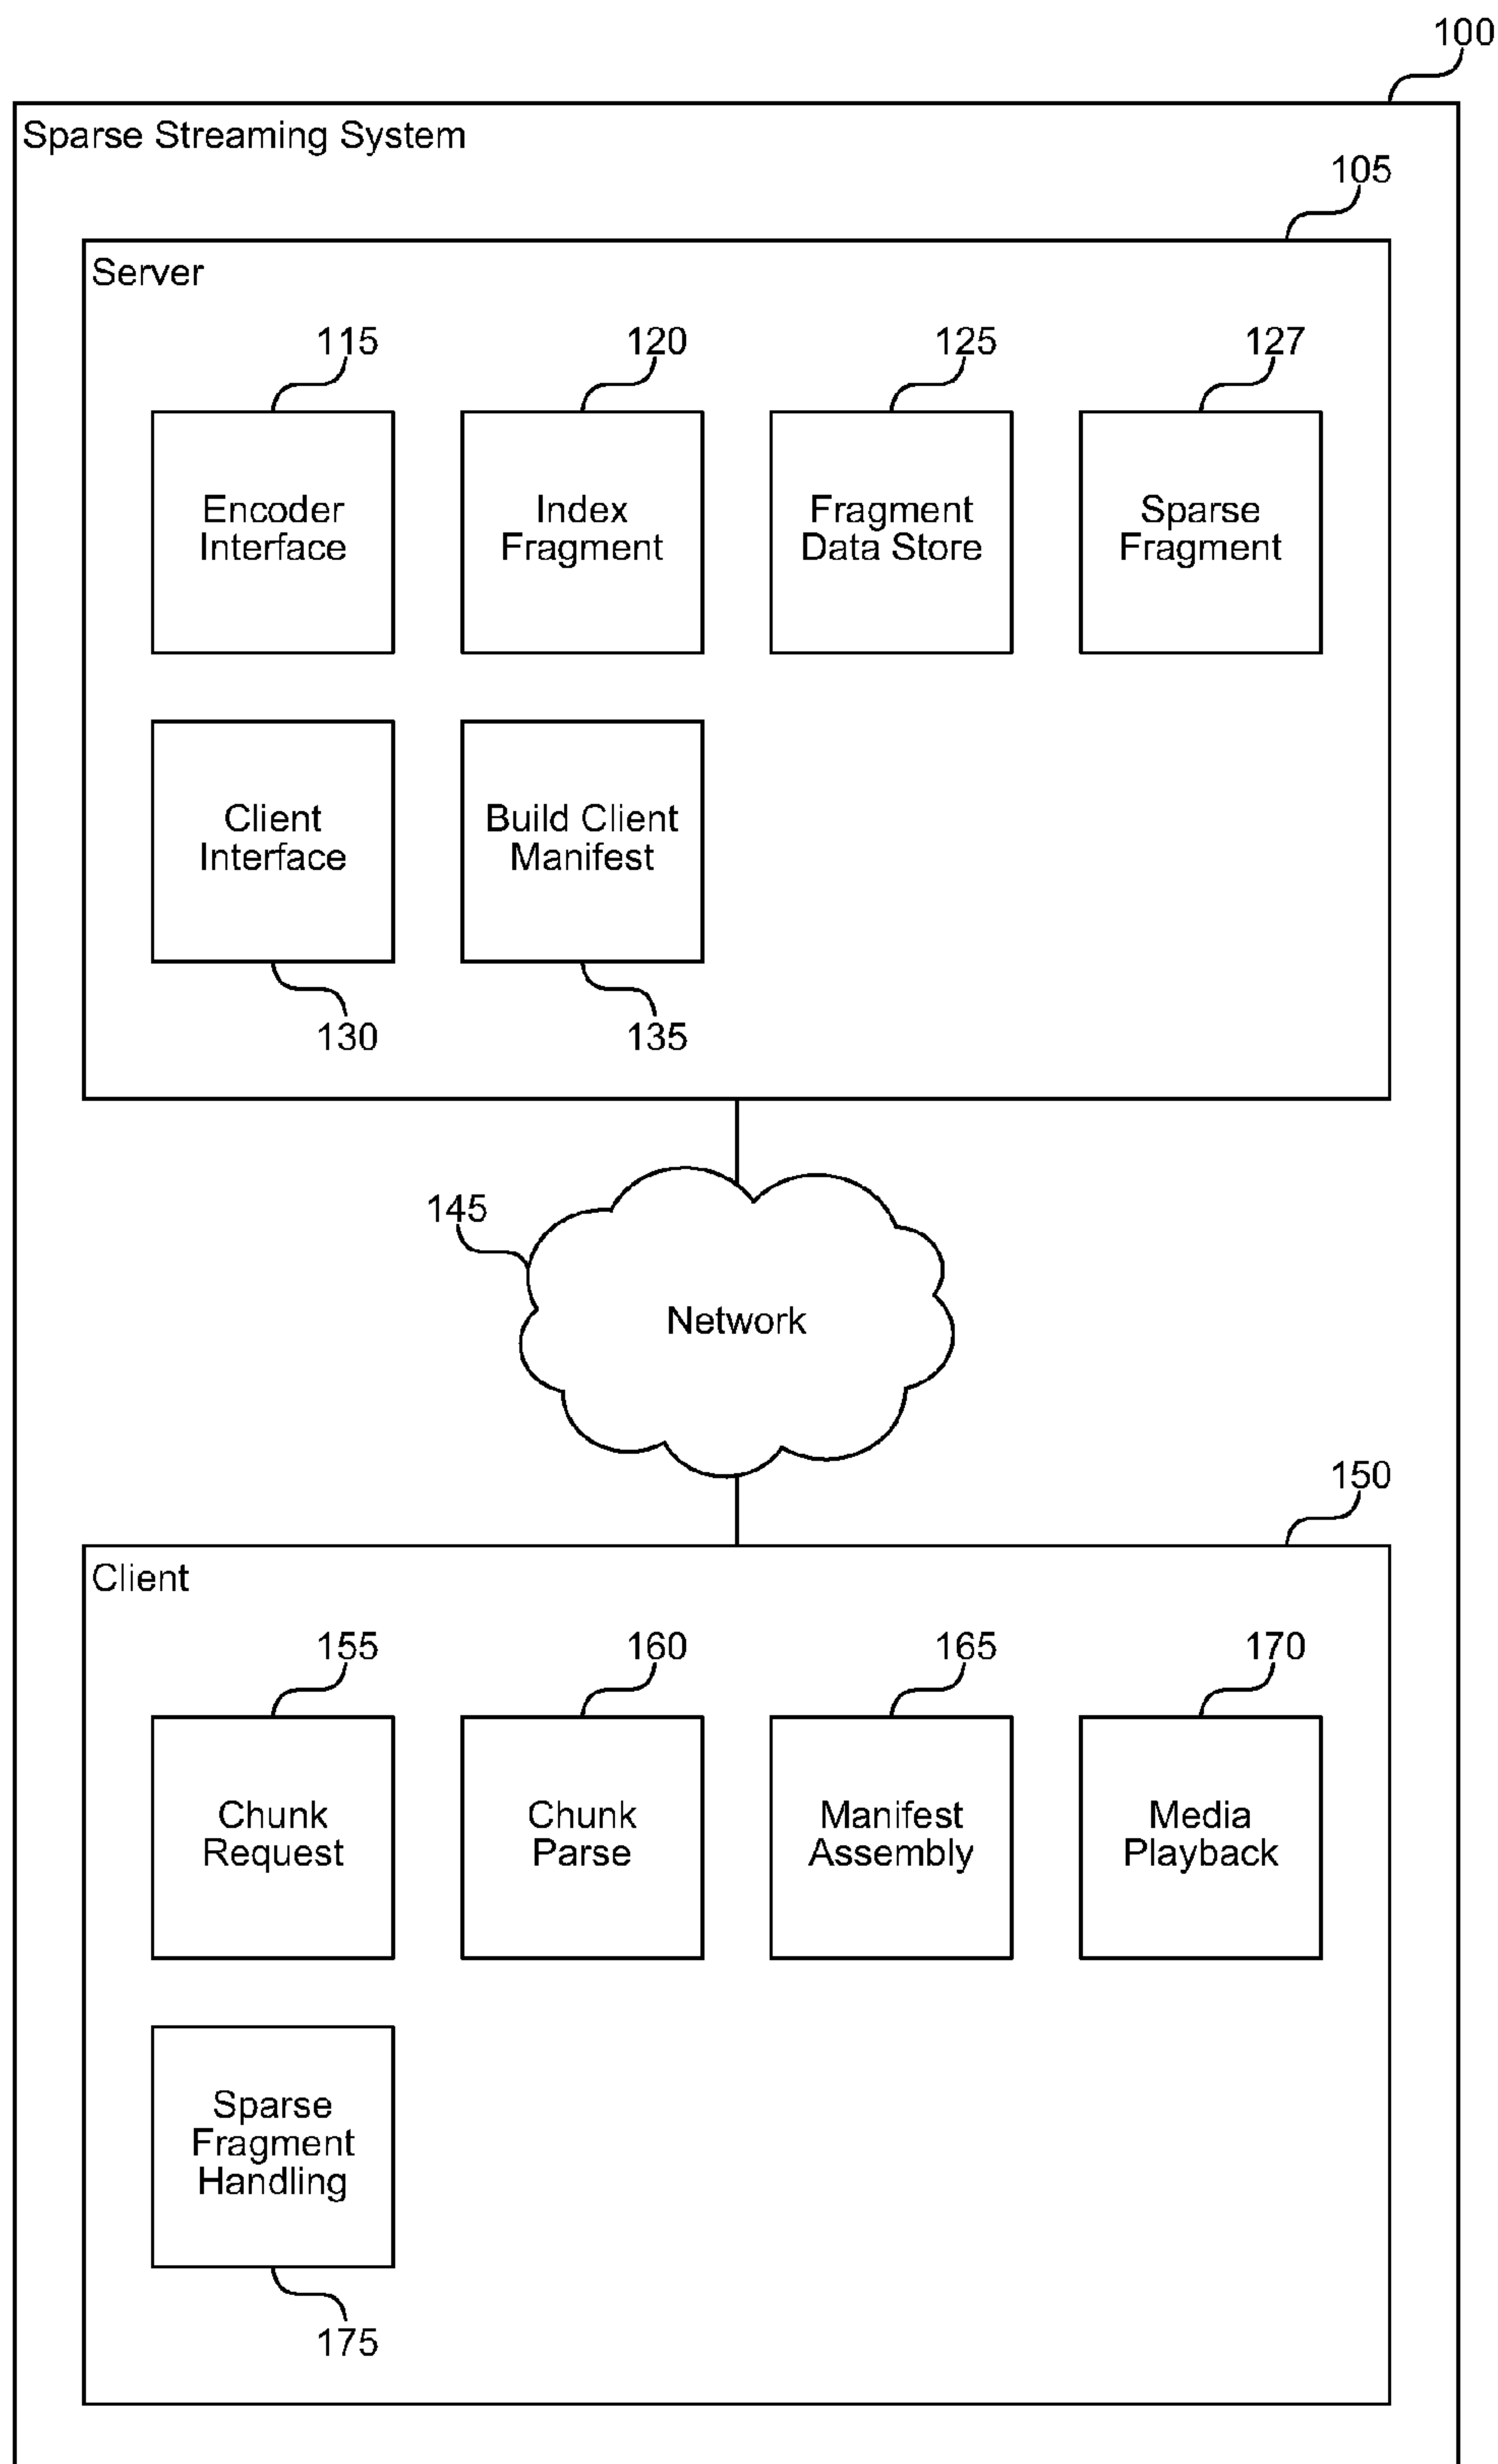 100
Sparse Streaming System
105
Server
115
120
125
127
Encoder
Interface
Index
Fragment
Fragment
Data Store
Sparse
Fragment
Client
Interface
Build Client
Manifest
130
135
145
Network
150
Client
155
160
165
170
Chunk
Request
Chunk
Parse
Manifest
Assembly
Media
Playback
Sparse
Fragment
Handling
175